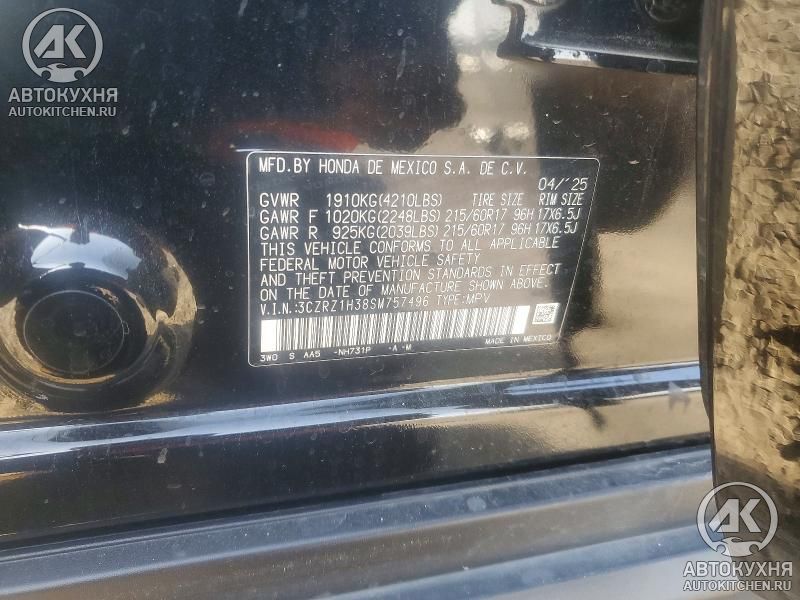 АК
АВТОКУХНЯ
AUTOKITCHEN.RU
MFD.BY HONDA DE MEXICO S.A. DE C.V.
04/'25
GVWR 1910KG(4210LBS) TIRE SIZE RIM SIZE
GAWR F 1020KG(2248LBS) 215/60R17 96H 17X6.5J
GAWR R 925KG(2039LBS) 215/60R17 96H 17X6.5J
THIS VEHICLE CONFORMS TO ALL APPLICABLE
FEDERAL MOTOR VEHICLE SAFETY
AND THEFT PREVENTION STANDARDS IN EFFECT
ON THE DATE OF MANUFACTURE SHOWN ABOVE.
V.I.N.:3CZRZ1H38SM757496 TYPE:MPV
3W0 S AA5 -NH731P -A -M MADE IN MEXICO
АК
АВТОКУХНЯ
AUTOKITCHEN.RU